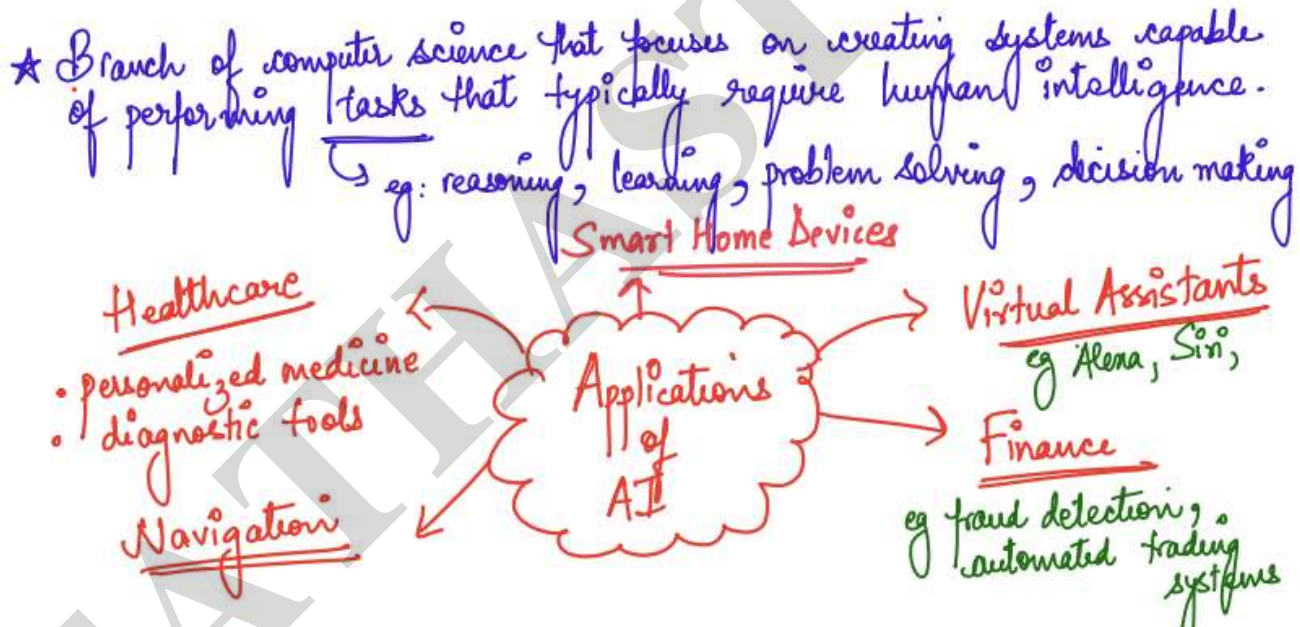 ★ Branch of computer science that focuses on creating systems capable
of performing tasks that typically require human intelligence.
eg: reasoning, learning, problem solving, decision making
Smart Home Devices
Healthcare
• personalized medicine
• diagnostic tools
Navigation
Applications
of
AI
Virtual Assistants
eg Alexa, Siri,
Finance
eg fraud detection,
automated trading
systems